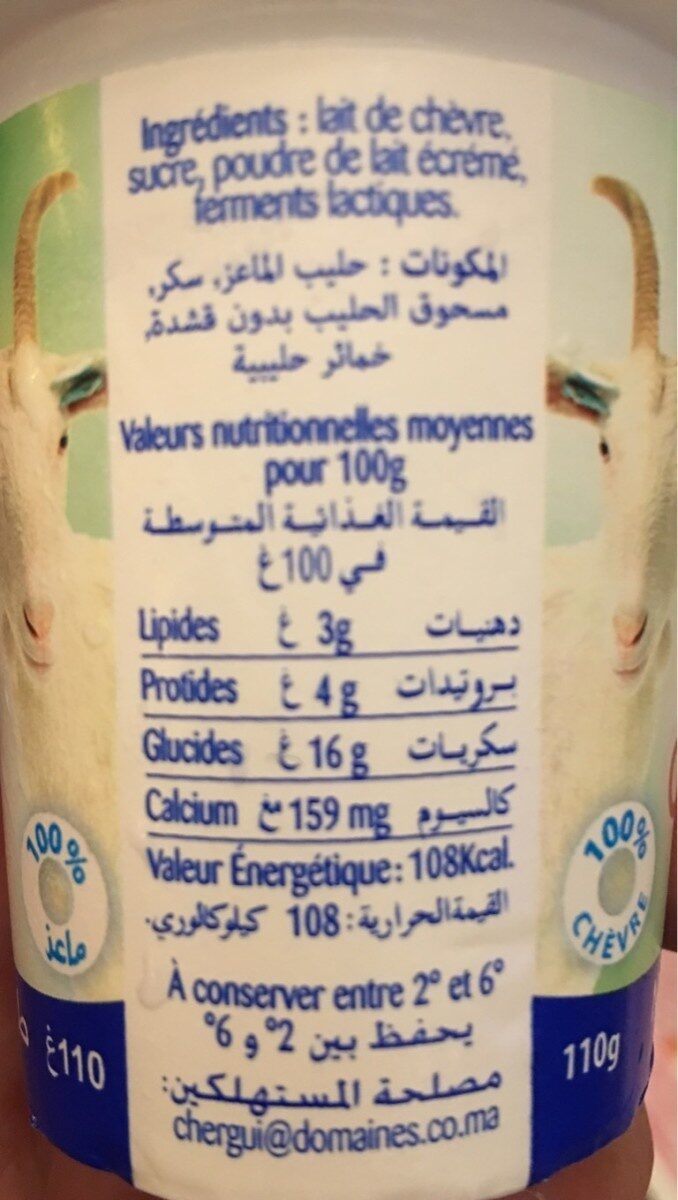 Ingrédients : lait de chèvre,
sucre, poudre de lait écrémé,
ferments lactiques.
المكونات : حليب الماعز، سكر،
مسحوق الحليب بدون قشدة,
خمائر حليبية
Valeurs nutritionnelles moyennes
pour 100g
القيمة الغذائية المتوسطة
في 100 غ
Lipides 3g غ دهنيات
Protides 4 g غ بروتيدات
Glucides 16 g غ سكريات
Calcium 159 mg مغ كالسيوم
Valeur Énergétique: 108Kcal.
القيمة الحرارية: 108 كيلوكالوري.
À conserver entre 2° et 6°
يحفظ بين 2° و 6°
مصلحة المستهلكين:
chergui@domaines.co.ma
100%
ماعز
110غ
100%
CHÈVRE
110g